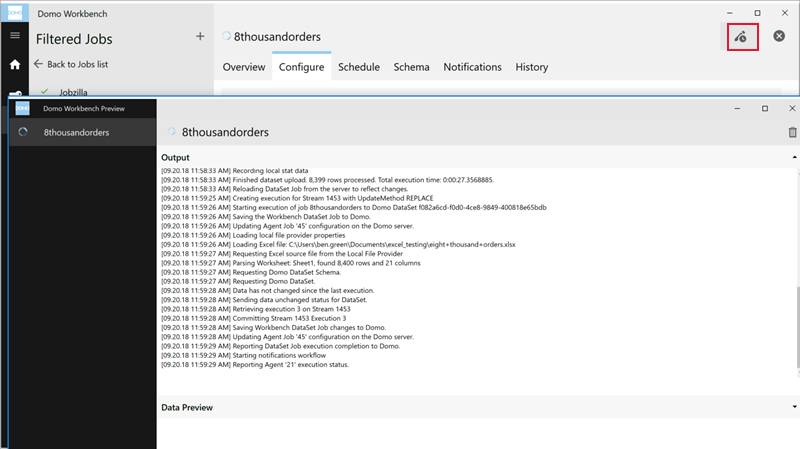 DOMO
Domo Workbench
Filtered Jobs
Back to Jobs list
Jobzilla
8thousandorders
Overview
Configure
Schedule
Schema
Notifications
History
DOMO
Domo Workbench Preview
8thousandorders
8thousandorders
Output
[09.20.18 11:58:33 AM] Recording local stat data
[09.20.18 11:58:33 AM] Finished dataset upload. 8,399 rows processed. Total execution time: 0:00:27.3568885.
[09.20.18 11:58:33 AM] Reloading DataSet Job from the server to reflect changes.
[09.20.18 11:59:25 AM] Creating execution for Stream 1453 with UpdateMethod REPLACE
[09.20.18 11:59:26 AM] Starting execution of job 8thousandorders to Domo DataSet f082a6cd-f0d0-4ce8-9849-400818e65bdb
[09.20.18 11:59:26 AM] Saving the Workbench DataSet Job to Domo.
[09.20.18 11:59:26 AM] Updating Agent Job '45' configuration on the Domo server.
[09.20.18 11:59:26 AM] Loading local file provider properties
[09.20.18 11:59:26 AM] Loading Excel file: C:\Users\ben.green\Documents\excel_testing\eight+thousand+orders.xlsx
[09.20.18 11:59:27 AM] Requesting Excel source file from the Local File Provider
[09.20.18 11:59:27 AM] Parsing Worksheet: Sheet1, found 8,400 rows and 21 columns
[09.20.18 11:59:27 AM] Requesting Domo DataSet Schema.
[09.20.18 11:59:27 AM] Requesting Domo DataSet.
[09.20.18 11:59:28 AM] Data has not changed since the last execution.
[09.20.18 11:59:28 AM] Sending data unchanged status for DataSet.
[09.20.18 11:59:28 AM] Retrieving execution 3 on Stream 1453
[09.20.18 11:59:28 AM] Committing Stream 1453 Execution 3
[09.20.18 11:59:28 AM] Saving Workbench DataSet Job changes to Domo.
[09.20.18 11:59:28 AM] Updating Agent Job '45' configuration on the Domo server.
[09.20.18 11:59:29 AM] Reporting DataSet Job execution completion to Domo.
[09.20.18 11:59:29 AM] Starting notifications workflow
[09.20.18 11:59:29 AM] Reporting Agent '21' execution status.
Data Preview